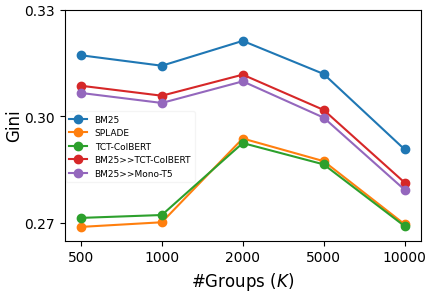 0.33
0.30
0.27
Gini
BM25
SPLADE
TCT-ColBERT
BM25>>TCT-ColBERT
BM25>>Mono-T5
500 1000 2000 5000 10000
#Groups (K)